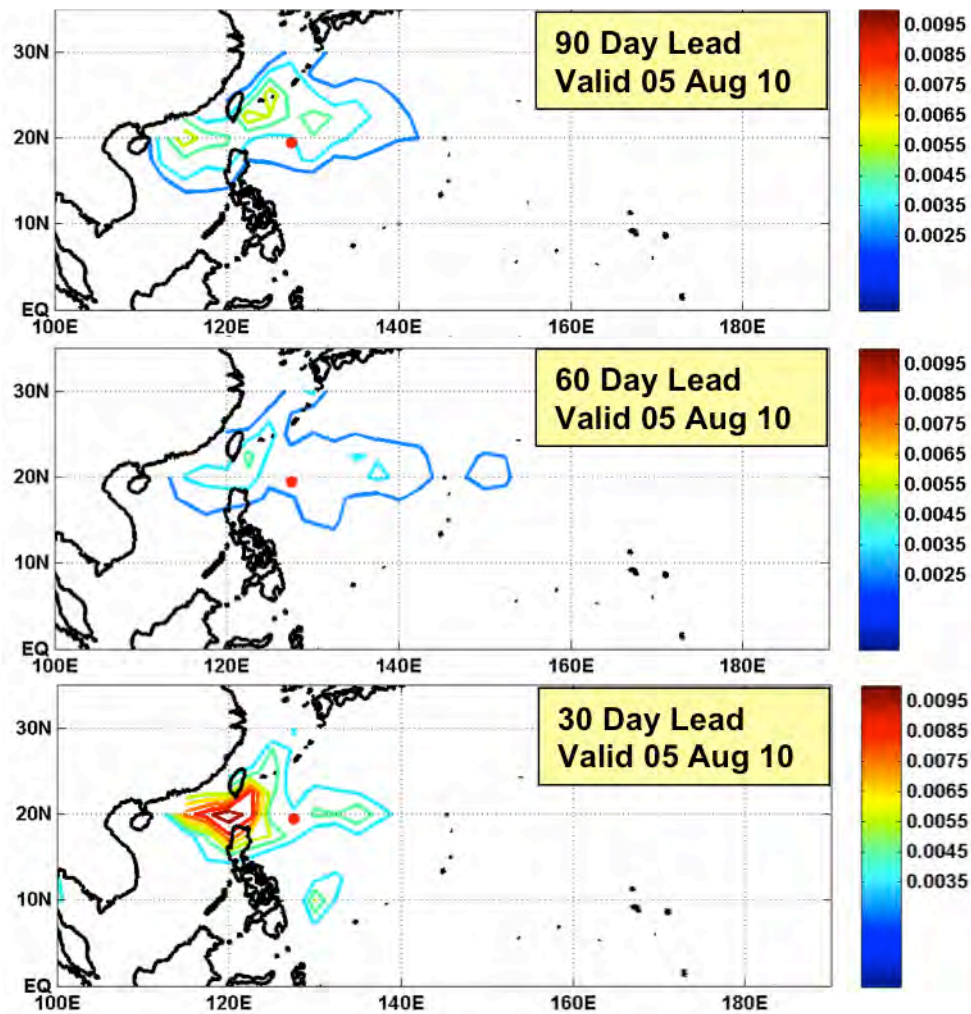 90 Day Lead
Valid 05 Aug 10
30N
20N
10N
EQ
100E 120E 140E 160E 180E
0.0095
0.0085
0.0075
0.0065
0.0055
0.0045
0.0035
0.0025
60 Day Lead
Valid 05 Aug 10
30N
20N
10N
EQ
100E 120E 140E 160E 180E
0.0095
0.0085
0.0075
0.0065
0.0055
0.0045
0.0035
0.0025
30 Day Lead
Valid 05 Aug 10
30N
20N
10N
EQ
100E 120E 140E 160E 180E
0.0095
0.0085
0.0075
0.0065
0.0055
0.0045
0.0035